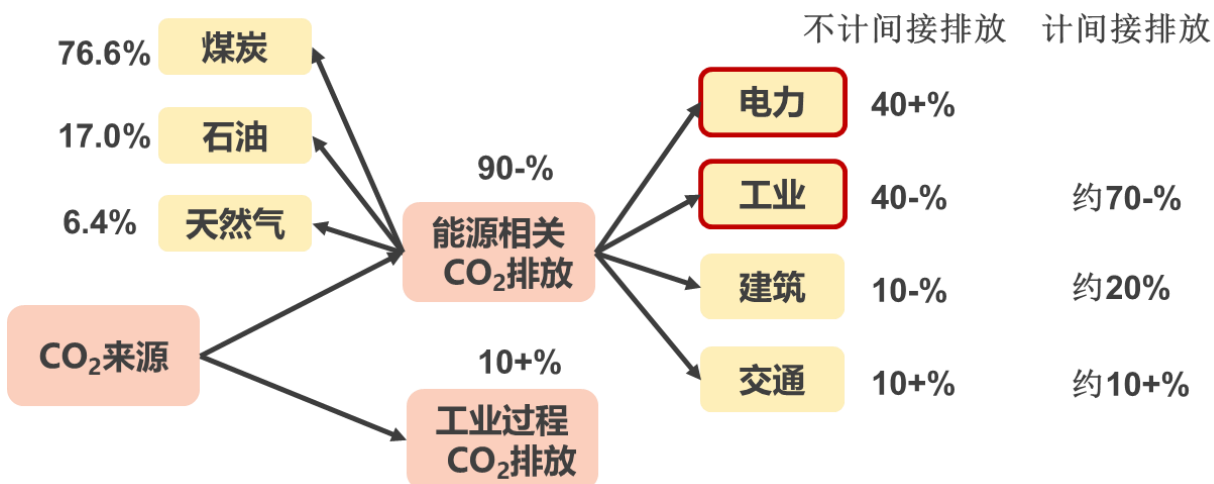 不计间接排放 计间接排放
76.6% 煤炭
电力 40+%
17.0% 石油
90-%
工业 40-% 约70-%
6.4% 天然气
能源相关
CO₂排放
建筑 10-% 约20%
CO₂来源
10+%
交通 10+% 约10+%
工业过程
CO₂排放